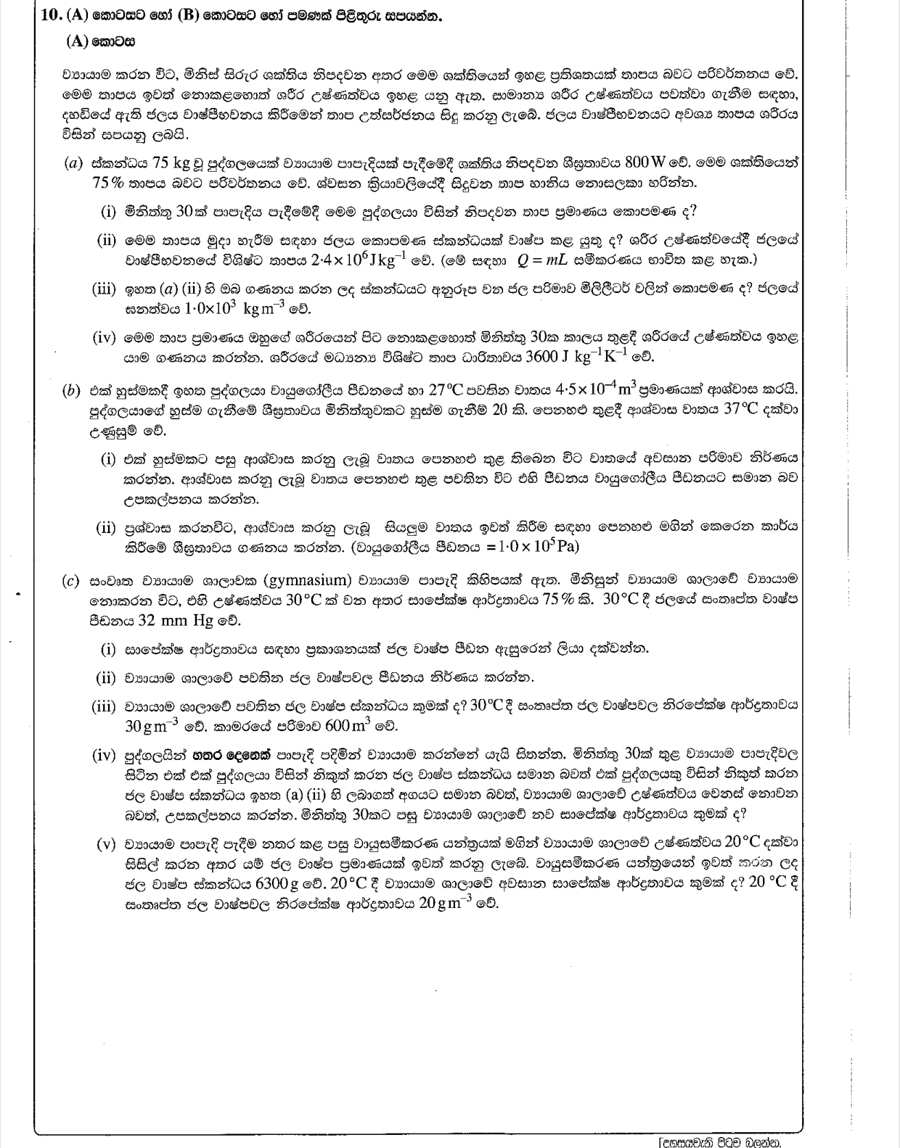 10. (A) කොටසට හෝ (B) කොටසට හෝ පමණක් පිළිතුරු සපයන්න.
(A) කොටස
ව්‍යායාම කරන විට, මිනිස් සිරුර ශක්තිය නිපදවන අතර මෙම ශක්තියෙන් ඉහළ ප්‍රතිශතයක් තාපය බවට පරිවර්තනය වේ.
මෙම තාපය ඉවත් නොකළහොත් ශරීර උෂ්ණත්වය ඉහළ යනු ඇත. සාමාන්‍ය ශරීර උෂ්ණත්වය පවත්වා ගැනීම සඳහා,
දහඩියේ ඇති ජලය වාෂ්පීභවනය කිරීමෙන් තාප උත්සර්ජනය සිදු කරනු ලැබේ. ජලය වාෂ්පීභවනයට අවශ්‍ය තාපය ශරීරය
විසින් සපයනු ලබයි.
(a) ස්කන්ධය 75 kg වූ පුද්ගලයෙක් ව්‍යායාම පාපැදියක් පැදීමේදී ශක්තිය නිපදවන ශීඝ්‍රතාවය 800 W වේ. මෙම ශක්තියෙන්
75% තාපය බවට පරිවර්තනය වේ. ශ්වසන ක්‍රියාවලියේදී සිදුවන තාප හානිය නොසලකා හරින්න.
(i) මිනිත්තු 30ක් පාපැදිය පැදීමේදී මෙම පුද්ගලයා විසින් නිපදවන තාප ප්‍රමාණය කොපමණ ද?
(ii) මෙම තාපය මුදා හැරීම සඳහා ජලය කොපමණ ස්කන්ධයක් වාෂ්ප කළ යුතු ද? ශරීර උෂ්ණත්වයේදී ජලයේ
වාෂ්පීභවනයේ විශිෂ්ට තාපය 2·4 × 10⁶ J kg⁻¹ වේ. (මේ සඳහා Q = mL සමීකරණය භාවිත කළ හැක.)
(iii) ඉහත (a) (ii) හි ඔබ ගණනය කරන ලද ස්කන්ධයට අනුරූප වන ජල පරිමාව මිලිලීටර් වලින් කොපමණ ද? ජලයේ
ඝනත්වය 1·0×10³ kg m⁻³ වේ.
(iv) මෙම තාප ප්‍රමාණය ඔහුගේ ශරීරයෙන් පිට නොකළහොත් මිනිත්තු 30ක කාලය තුළදී ශරීරයේ උෂ්ණත්වය ඉහළ
යාම ගණනය කරන්න. ශරීරයේ මධ්‍යන්‍ය විශිෂ්ට තාප ධාරිතාවය 3600 J kg⁻¹ K⁻¹ වේ.
(b) එක් හුස්මකදී ඉහත පුද්ගලයා වායුගෝලීය පීඩනයේ හා 27 °C පවතින වාතය 4·5 × 10⁻⁴ m³ ප්‍රමාණයක් ආශ්වාස කරයි.
පුද්ගලයාගේ හුස්ම ගැනීමේ ශීඝ්‍රතාවය මිනිත්තුවකට හුස්ම ගැනීම් 20 කි. පෙනහළු තුළදී ආශ්වාස වාතය 37 °C දක්වා
උණුසුම් වේ.
(i) එක් හුස්මකට පසු ආශ්වාස කරනු ලැබූ වාතය පෙනහළු තුළ තිබෙන විට වාතයේ අවසාන පරිමාව නිර්ණය
කරන්න. ආශ්වාස කරනු ලැබූ වාතය පෙනහළු තුළ පවතින විට එහි පීඩනය වායුගෝලීය පීඩනයට සමාන බව
උපකල්පනය කරන්න.
(ii) ප්‍රශ්වාස කරනවිට, ආශ්වාස කරනු ලැබූ සියලුම වාතය ඉවත් කිරීම සඳහා පෙනහළු මගින් කෙරෙන කාර්ය
කිරීමේ ශීඝ්‍රතාවය ගණනය කරන්න. (වායුගෝලීය පීඩනය = 1·0 × 10⁵ Pa)
(c) සංවෘත ව්‍යායාම ශාලාවක (gymnasium) ව්‍යායාම පාපැදි කිහිපයක් ඇත. මිනිසුන් ව්‍යායාම ශාලාවේ ව්‍යායාම
නොකරන විට, එහි උෂ්ණත්වය 30 °C ක් වන අතර සාපේක්ෂ ආර්ද්‍රතාවය 75% කි. 30 °C දී ජලයේ සංතෘප්ත වාෂ්ප
පීඩනය 32 mm Hg වේ.
(i) සාපේක්ෂ ආර්ද්‍රතාවය සඳහා ප්‍රකාශනයක් ජල වාෂ්ප පීඩන ඇසුරෙන් ලියා දක්වන්න.
(ii) ව්‍යායාම ශාලාවේ පවතින ජල වාෂ්පවල පීඩනය නිර්ණය කරන්න.
(iii) ව්‍යායාම ශාලාවේ පවතින ජල වාෂ්ප ස්කන්ධය කුමක් ද? 30 °C දී සංතෘප්ත ජල වාෂ්පවල නිරපේක්ෂ ආර්ද්‍රතාවය
30 g m⁻³ වේ. කාමරයේ පරිමාව 600 m³ වේ.
(iv) පුද්ගලයින් හතර දෙනෙක් පාපැදි පදිමින් ව්‍යායාම කරන්නේ යැයි සිතන්න. මිනිත්තු 30ක් තුළ ව්‍යායාම පාපැදිවල
සිටින එක් එක් පුද්ගලයා විසින් නිකුත් කරන ජල වාෂ්ප ස්කන්ධය සමාන බවත් එක් පුද්ගලයකු විසින් නිකුත් කරන
ජල වාෂ්ප ස්කන්ධය ඉහත (a) (ii) හි ලබාගත් අගයට සමාන බවත්, ව්‍යායාම ශාලාවේ උෂ්ණත්වය වෙනස් නොවන
බවත්, උපකල්පනය කරන්න. මිනිත්තු 30කට පසු ව්‍යායාම ශාලාවේ නව සාපේක්ෂ ආර්ද්‍රතාවය කුමක් ද?
(v) ව්‍යායාම පාපැදි පැදීම නතර කළ පසු වායුසමීකරණ යන්ත්‍රයක් මගින් ව්‍යායාම ශාලාවේ උෂ්ණත්වය 20 °C දක්වා
සිසිල් කරන අතර යම් ජල වාෂ්ප ප්‍රමාණයක් ඉවත් කරනු ලැබේ. වායුසමීකරණ යන්ත්‍රයෙන් ඉවත් කරන ලද
ජල වාෂ්ප ස්කන්ධය 6300 g වේ. 20 °C දී ව්‍යායාම ශාලාවේ අවසාන සාපේක්ෂ ආර්ද්‍රතාවය කුමක් ද? 20 °C දී
සංතෘප්ත ජල වාෂ්පවල නිරපේක්ෂ ආර්ද්‍රතාවය 20 g m⁻³ වේ.
පිටුව බලන්න.